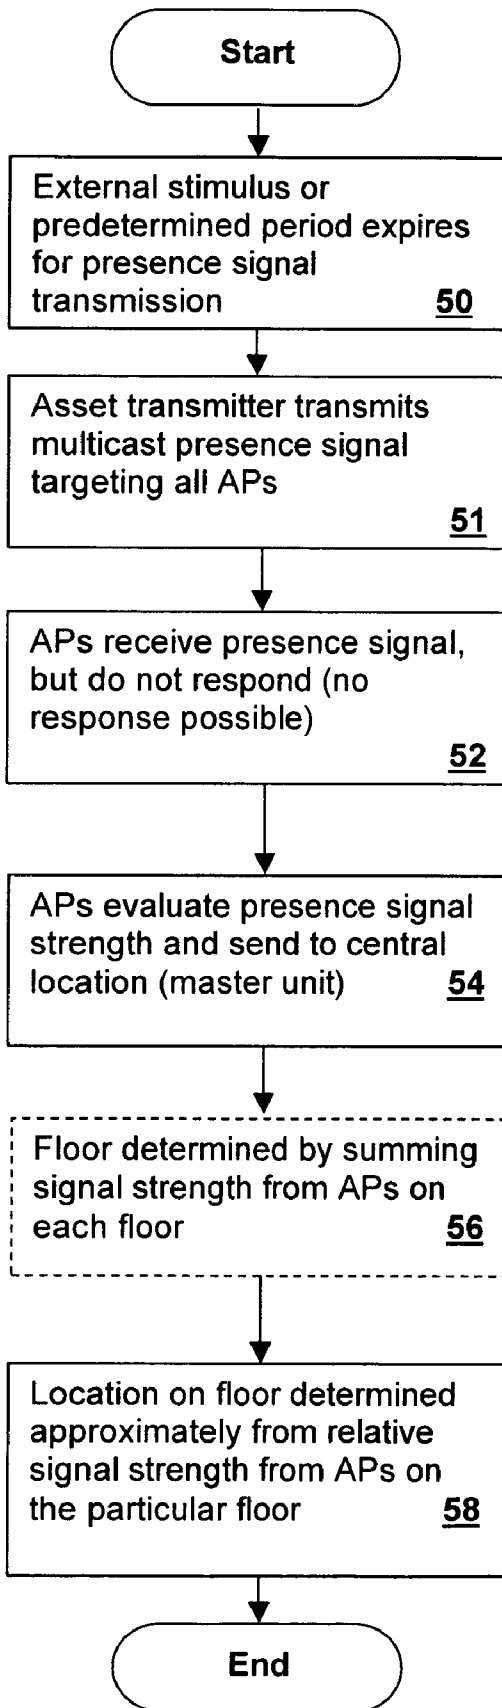 Start
External stimulus or
predetermined period expires
for presence signal
transmission 50
Asset transmitter transmits
multicast presence signal
targeting all APs
51
APs receive presence signal,
but do not respond (no
response possible)
52
APs evaluate presence signal
strength and send to central
location (master unit) 54
Floor determined by summing
signal strength from APs on
each floor 56
Location on floor determined
approximately from relative
signal strength from APs on
the particular floor 58
End